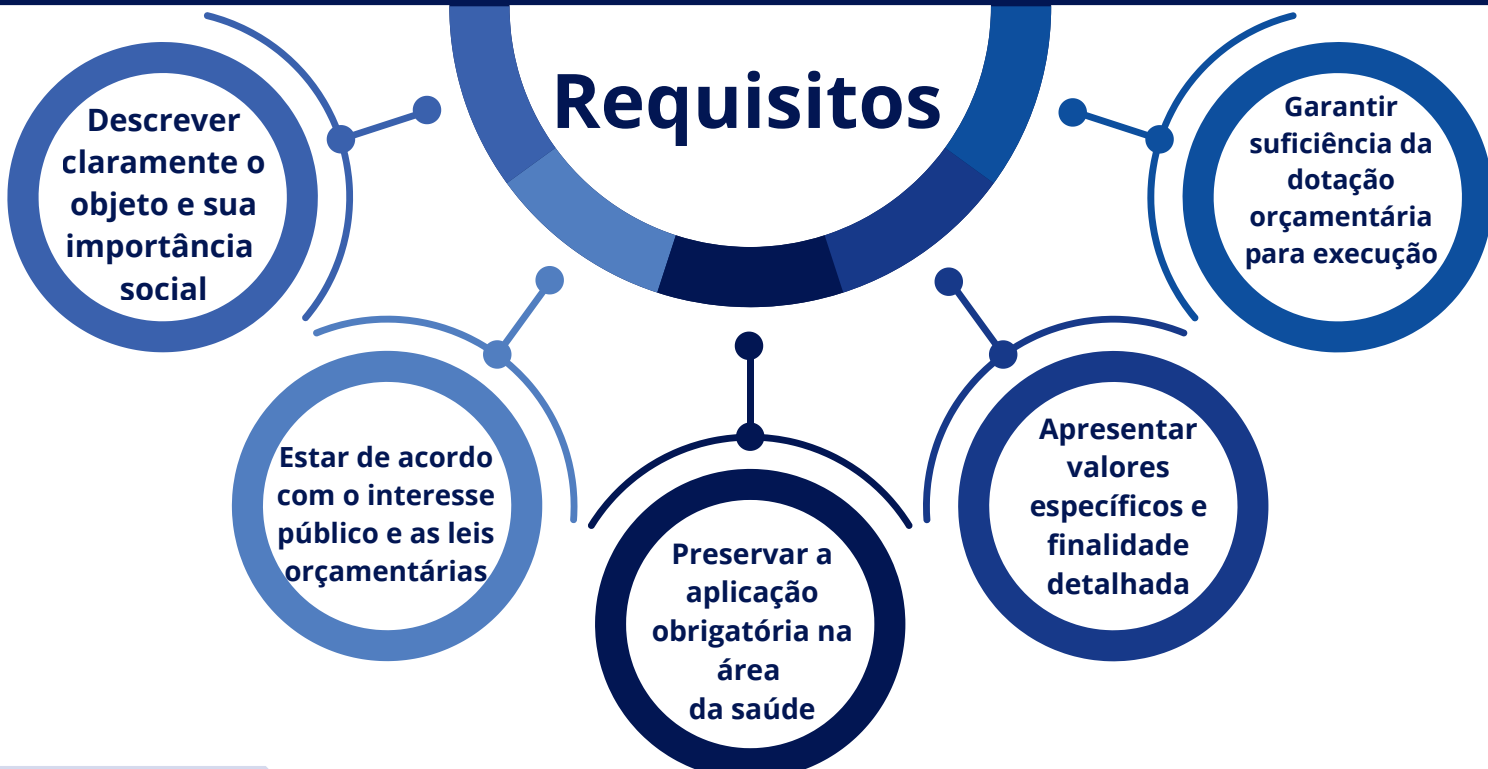 Requisitos
Descrever
claramente o
objeto e sua
importância
social
Estar de acordo
com o interesse
público e as leis
orçamentárias
Preservar a
aplicação
obrigatória na
área
da saúde
Apresentar
valores
específicos e
finalidade
detalhada
Garantir
suficiência da
dotação
orçamentária
para execução